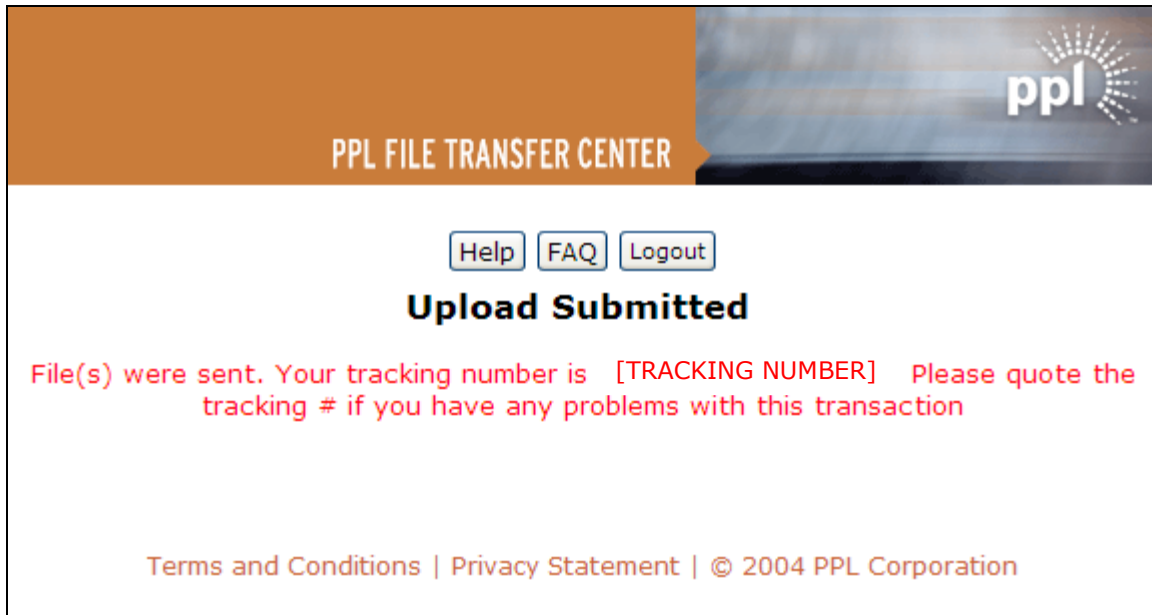 ppl
PPL FILE TRANSFER CENTER
Help FAQ Logout
Upload Submitted
File(s) were sent. Your tracking number is [TRACKING NUMBER] Please quote the
tracking # if you have any problems with this transaction
Terms and Conditions | Privacy Statement | © 2004 PPL Corporation